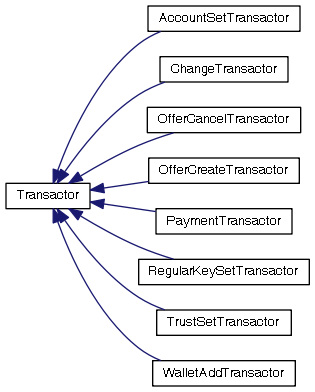 AccountSetTransactor
ChangeTransactor
OfferCancelTransactor
OfferCreateTransactor
Transactor
PaymentTransactor
RegularKeySetTransactor
TrustSetTransactor
WalletAddTransactor